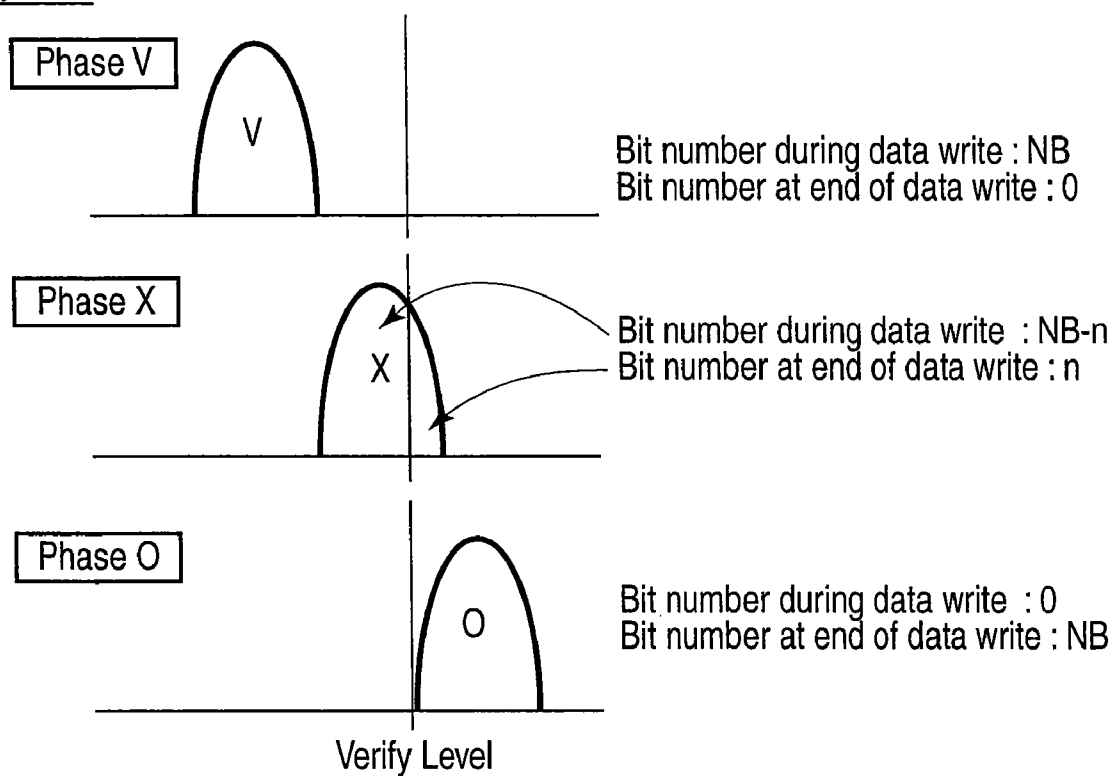 Phase V
V
Bit number during data write : NB
Bit number at end of data write : 0
Phase X
X
Bit number during data write : NB-n
Bit number at end of data write : n
Phase O
O
Bit number during data write : 0
Bit number at end of data write : NB
Verify Level